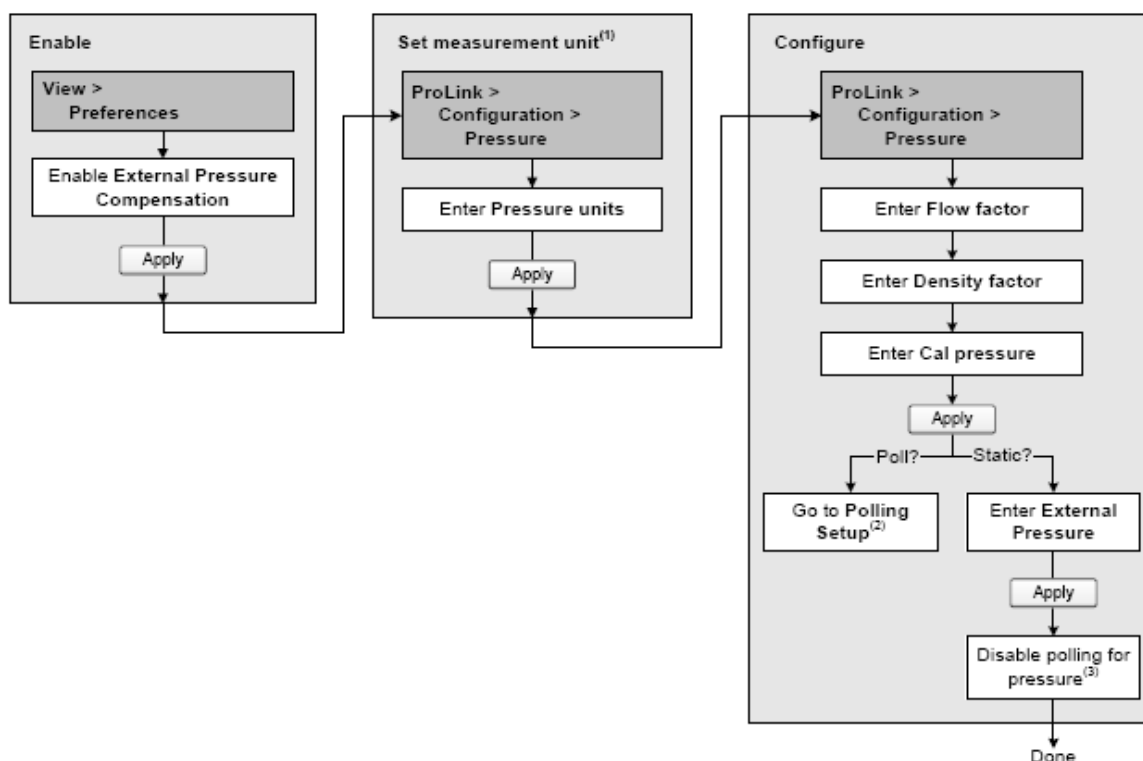 Enable
View >
Preferences
Enable External Pressure
Compensation
Apply
Set measurement unit(1)
ProLink >
Configuration >
Pressure
Enter Pressure units
Apply
Configure
ProLink >
Configuration >
Pressure
Enter Flow factor
Enter Density factor
Enter Cal pressure
Apply
Poll?
Static?
Go to Polling
Setup(2)
Enter External
Pressure
Apply
Disable polling for
pressure(3)
Done